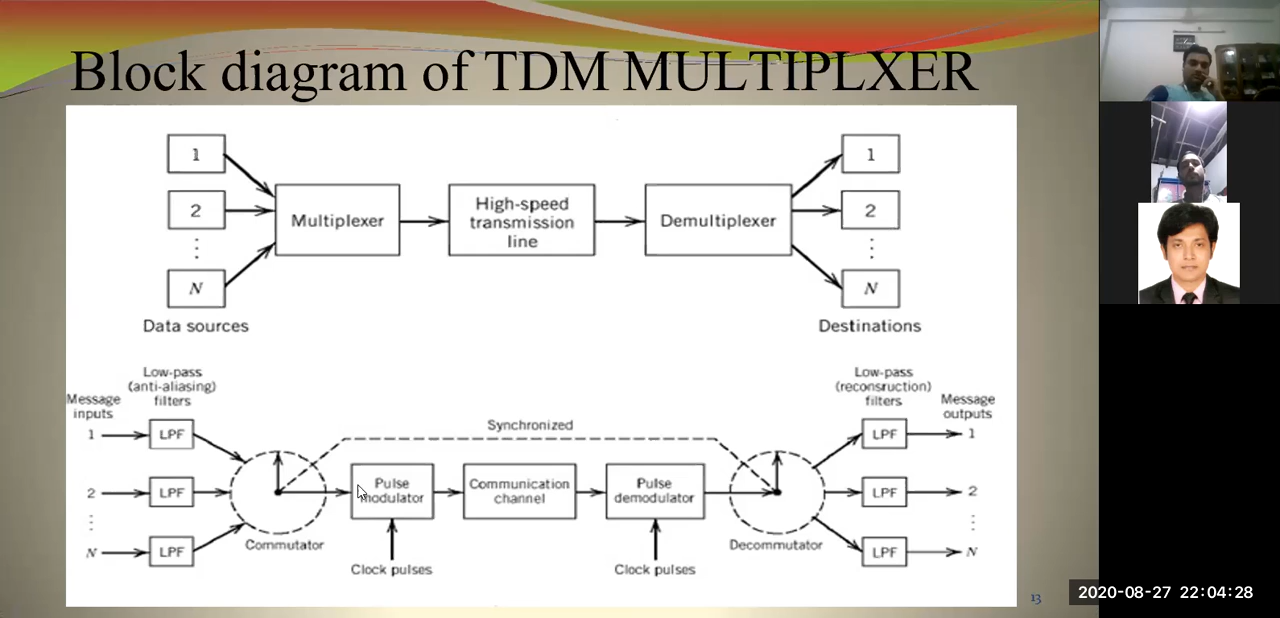 Block diagram of TDM MULTIPLXER
1
2
N
Data sources
Multiplexer
High-speed
transmission
line
Demultiplexer
1
2
N
Destinations
Message
inputs
Low-pass
(anti-aliasing)
filters
1
LPF
2
LPF
N
LPF
Commutator
Synchronized
Pulse
modulator
Clock pulses
Communication
channel
Pulse
demodulator
Clock pulses
Decommutator
Low-pass
(reconsruction)
filters
Message
outputs
LPF
1
LPF
2
LPF
N
13
2020-08-27 22:04:28